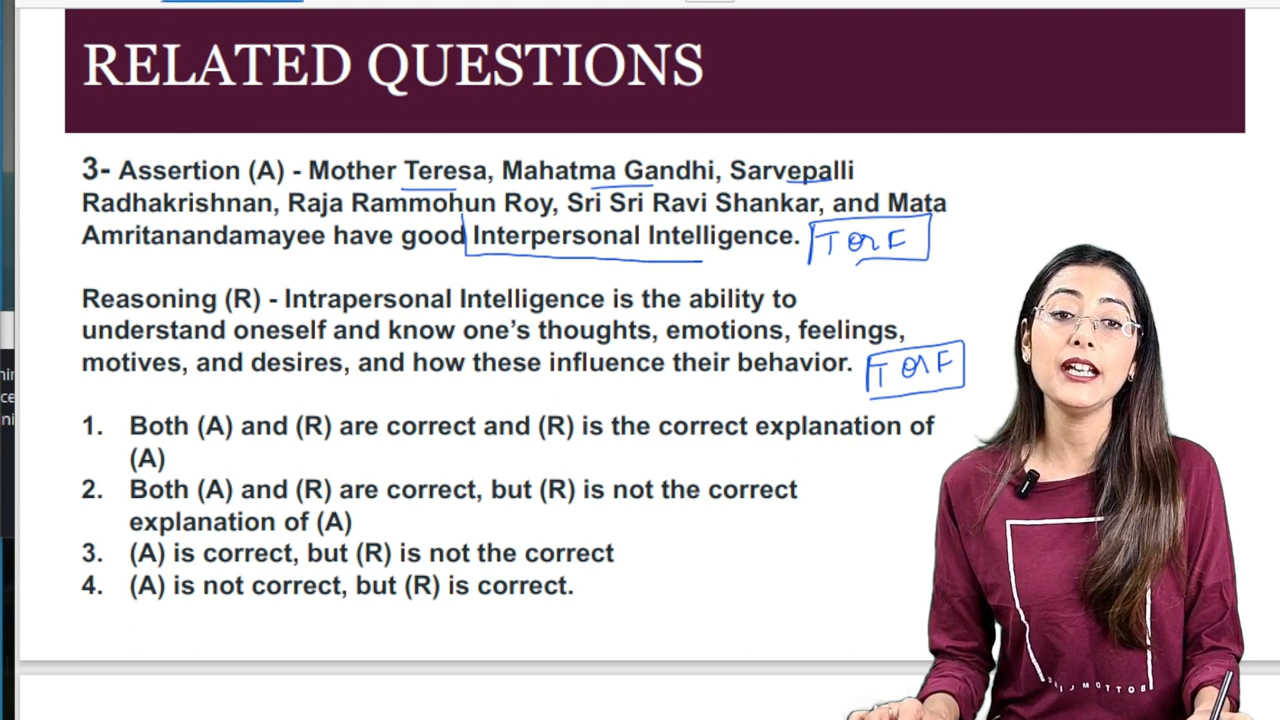 RELATED QUESTIONS
3- Assertion (A) - Mother Teresa, Mahatma Gandhi, Sarvepalli
Radhakrishnan, Raja Rammohun Roy, Sri Sri Ravi Shankar, and Mata
Amritanandamayee have good Interpersonal Intelligence. T or F
Reasoning (R) - Intrapersonal Intelligence is the ability to
understand oneself and know one’s thoughts, emotions, feelings,
motives, and desires, and how these influence their behavior. T or F
1. Both (A) and (R) are correct and (R) is the correct explanation of
(A)
2. Both (A) and (R) are correct, but (R) is not the correct
explanation of (A)
3. (A) is correct, but (R) is not the correct
4. (A) is not correct, but (R) is correct.